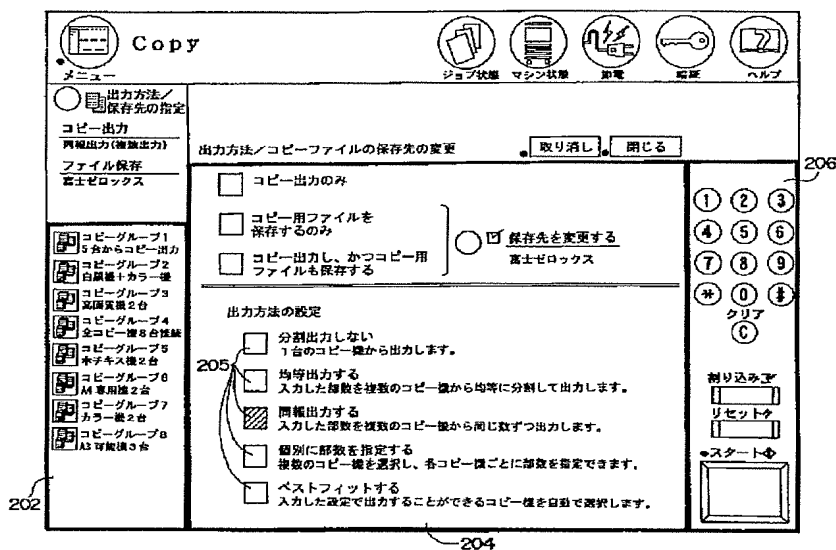 Copy
メニュー
ジョブ状態
マシン状態
節電
暗証
ヘルプ
出力方法／
保存先の指定
コピー出力
同報出力(複数出力)
ファイル保存
富士ゼロックス
出力方法／コピーファイルの保存先の変更
取り消し
閉じる
コピーグループ1
5台からコピー出力
コピーグループ2
白黒機＋カラー機
コピーグループ3
高画質機2台
コピーグループ4
全コピー機8台接続
コピーグループ5
ホチキス機2台
コピーグループ6
A4専用機2台
コピーグループ7
カラー機2台
コピーグループ8
A3可能機3台
202
コピー出力のみ
コピー用ファイルを
保存するのみ
コピー出力し、かつコピー用
ファイルも保存する
保存先を変更する
富士ゼロックス
出力方法の設定
分割出力しない
1台のコピー機から出力します。
205
均等出力する
入力した部数を複数のコピー機から均等に分割して出力します。
同報出力する
入力した部数を複数のコピー機から同じ数ずつ出力します。
個別に部数を指定する
複数のコピー機を選択し、各コピー機ごとに部数を指定できます。
ベストフィットする
入力した設定で出力することができるコピー機を自動で選択します。
204
206
1 2 3
4 5 6
7 8 9
* 0 #
クリア
C
割り込み
リセット
スタート